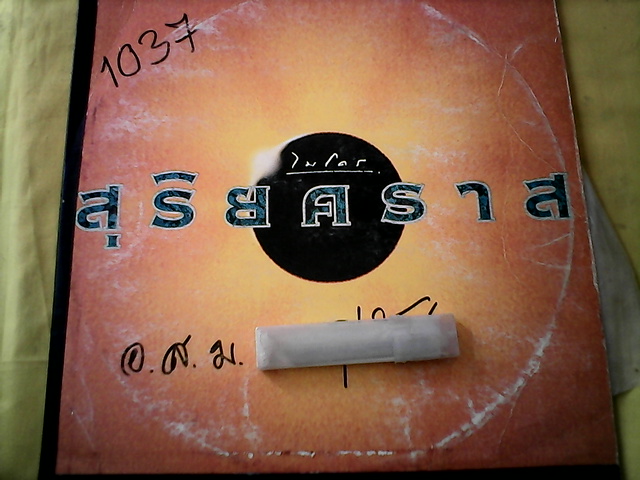 1037
ไมโคร
สุริยคราส
อ.ส.ม.